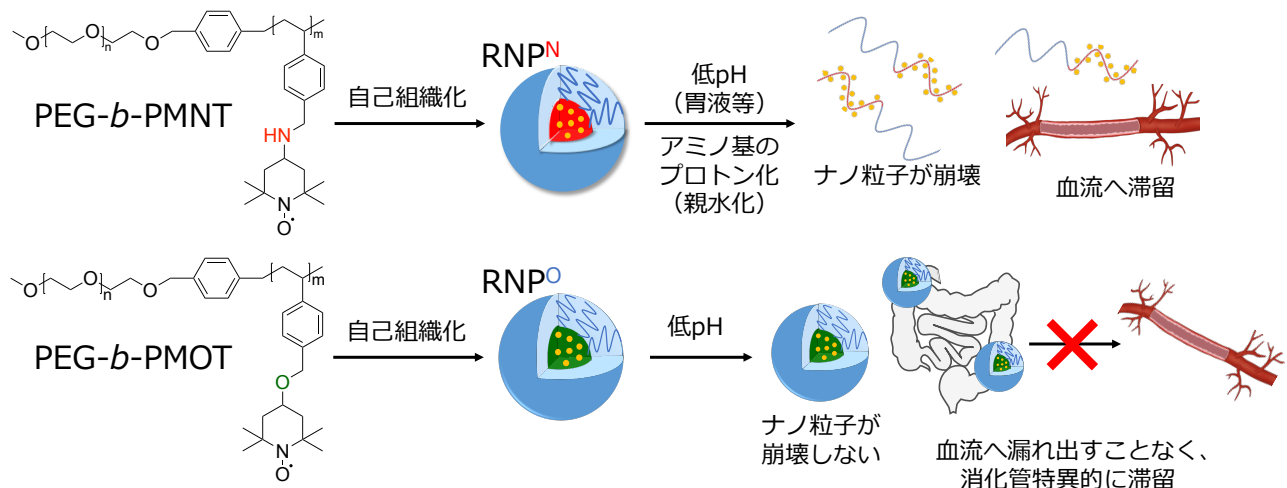 PEG-b-PMNT
O
O
n
O
O
m
HN
N
O·
自己組織化
RNPN
低pH
（胃液等）
アミノ基の
プロトン化
（親水化）
ナノ粒子が崩壊
血流へ滞留
PEG-b-PMOT
O
O
n
O
O
m
O
N
O·
自己組織化
RNPO
低pH
ナノ粒子が
崩壊しない
血流へ漏れ出すことなく、
消化管特異的に滞留